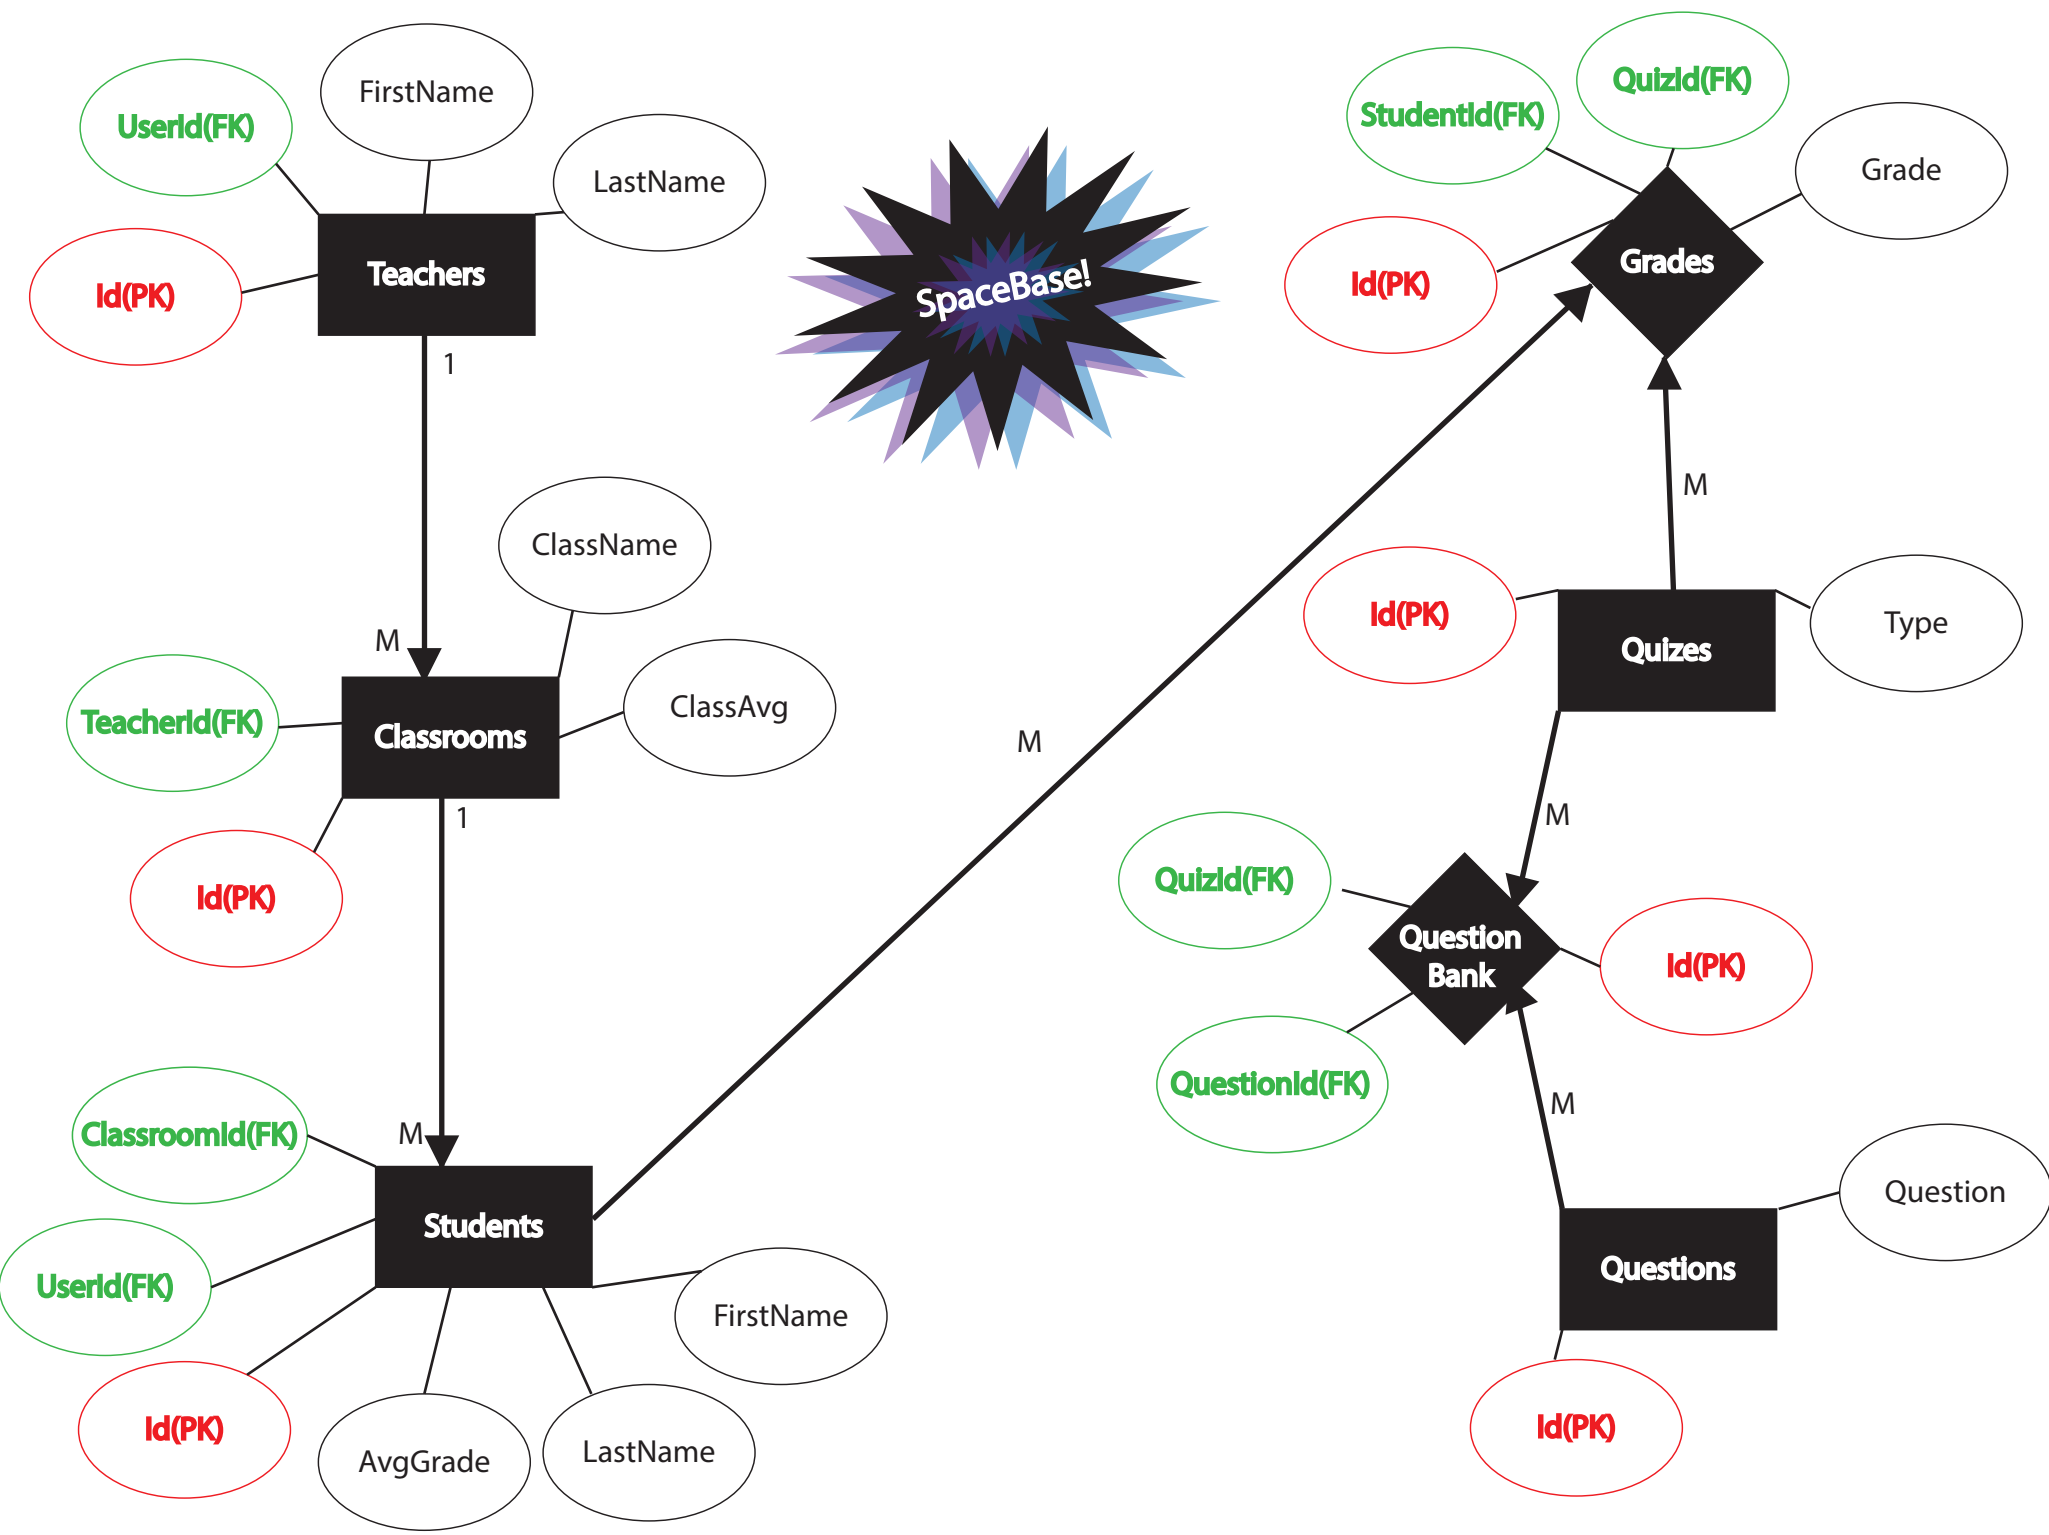 UserId(FK)
FirstName
LastName
Id(PK)
Teachers
1
SpaceBase!
StudentId(FK)
QuizId(FK)
Grade
Id(PK)
Grades
M
ClassName
TeacherId(FK)
Classrooms
ClassAvg
Id(PK)
1
M
M
Id(PK)
Quizes
Type
M
QuizId(FK)
Question
Bank
Id(PK)
QuestionId(FK)
M
M
ClassroomId(FK)
Students
UserId(FK)
Id(PK)
AvgGrade
LastName
FirstName
Question
Questions
Id(PK)